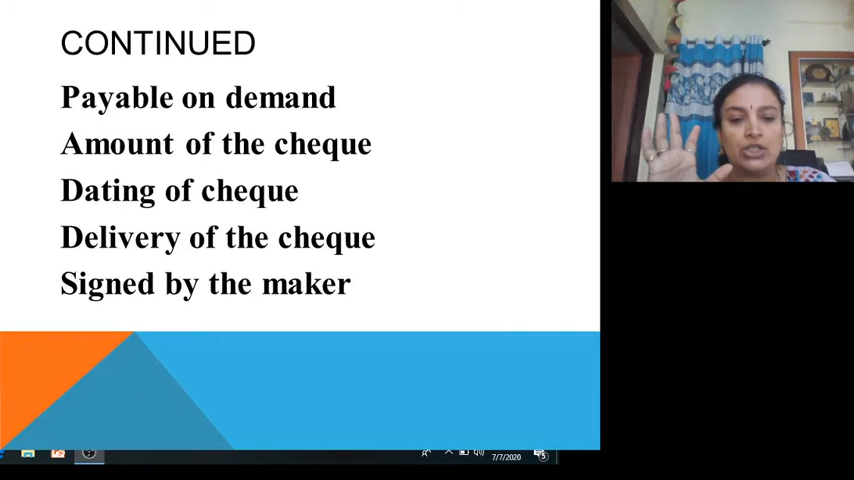 CONTINUED
Payable on demand
Amount of the cheque
Dating of cheque
Delivery of the cheque
Signed by the maker
7/7/2020
5